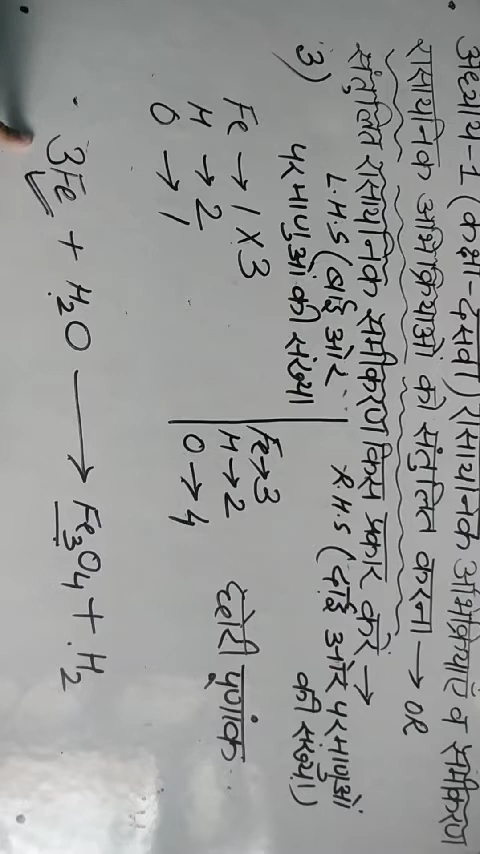 अध्याय-1 (कक्षा-दसवीं) रासायनिक अभिक्रियाएँ व समीकरण
रासायनिक अभिक्रियाओं को संतुलित करना → OR
संतुलित रासायनिक समीकरण किस प्रकार करें →
3) L.H.S (बाईं ओर परमाणुओं की संख्या
R.H.S (दाईं ओर परमाणुओं की संख्या)
Fe → 1 X 3
H → 2
O → 1
Fe → 3
H → 2
O → 4
छोटी पूर्णांक..
3Fe + H₂O ⟶ Fe₃O₄ + H₂